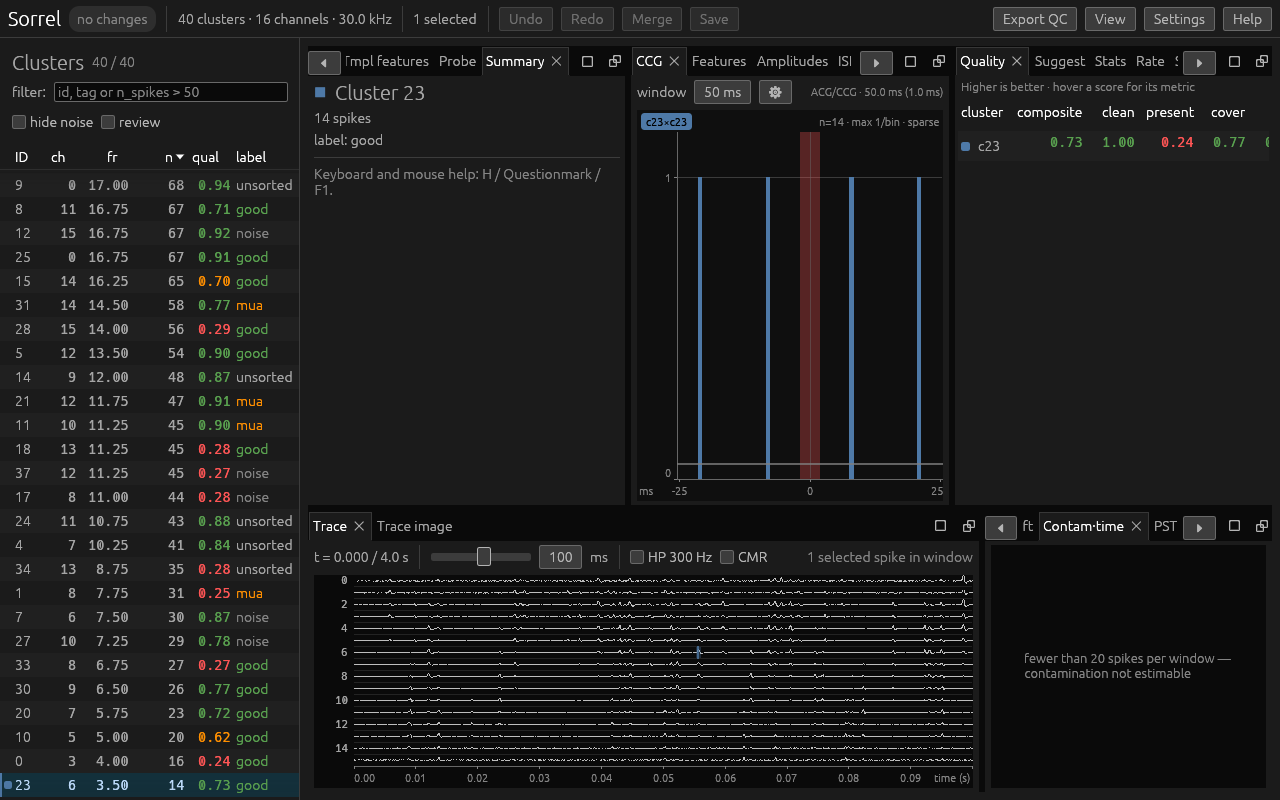 Sorrel no changes 40 clusters · 16 channels · 30.0 kHz 1 selected Undo Redo Merge Save Export QC View Settings Help
Clusters 40 / 40
filter: id, tag or n_spikes > 50
hide noise review
ID ch fr n qual label
9 0 17.00 68 0.94 unsorted
8 11 16.75 67 0.71 good
12 15 16.75 67 0.92 noise
25 0 16.75 67 0.91 good
15 14 16.25 65 0.70 good
31 14 14.50 58 0.77 mua
28 15 14.00 56 0.29 good
5 12 13.50 54 0.90 good
14 9 12.00 48 0.87 unsorted
21 12 11.75 47 0.91 mua
11 10 11.25 45 0.90 mua
18 13 11.25 45 0.28 good
37 12 11.25 45 0.27 noise
17 8 11.00 44 0.28 noise
24 11 10.75 43 0.88 unsorted
4 7 10.25 41 0.84 unsorted
34 13 8.75 35 0.28 unsorted
1 8 7.75 31 0.25 mua
7 6 7.50 30 0.87 noise
27 10 7.25 29 0.78 noise
33 8 6.75 27 0.27 good
30 9 6.50 26 0.77 good
20 7 5.75 23 0.72 good
10 5 5.00 20 0.62 good
0 3 4.00 16 0.24 good
23 6 3.50 14 0.73 good
Tmpl features Probe Summary
Cluster 23
14 spikes
label: good
Keyboard and mouse help: H / Questionmark /
F1.
CCG Features Amplitudes ISI
window 50 ms ACG/CCG · 50.0 ms (1.0 ms)
c23×c23 n=14 · max 1/bin · sparse
1
0
ms -25 0 25
Quality Suggest Stats Rate
Higher is better · hover a score for its metric
cluster composite clean present cover
c23 0.73 1.00 0.24 0.77
Trace Trace image
t = 0.000 / 4.0 s 100 ms HP 300 Hz CMR 1 selected spike in window
0
2
4
6
8
10
12
14
0.00 0.01 0.02 0.03 0.04 0.05 0.06 0.07 0.08 0.09 time (s)
ft Contam·time PST
fewer than 20 spikes per window —
contamination not estimable